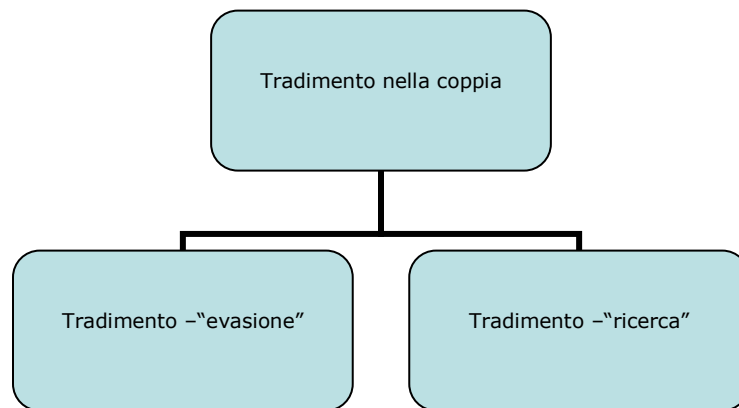 Tradimento nella coppia
Tradimento –“evasione”
Tradimento –“ricerca”